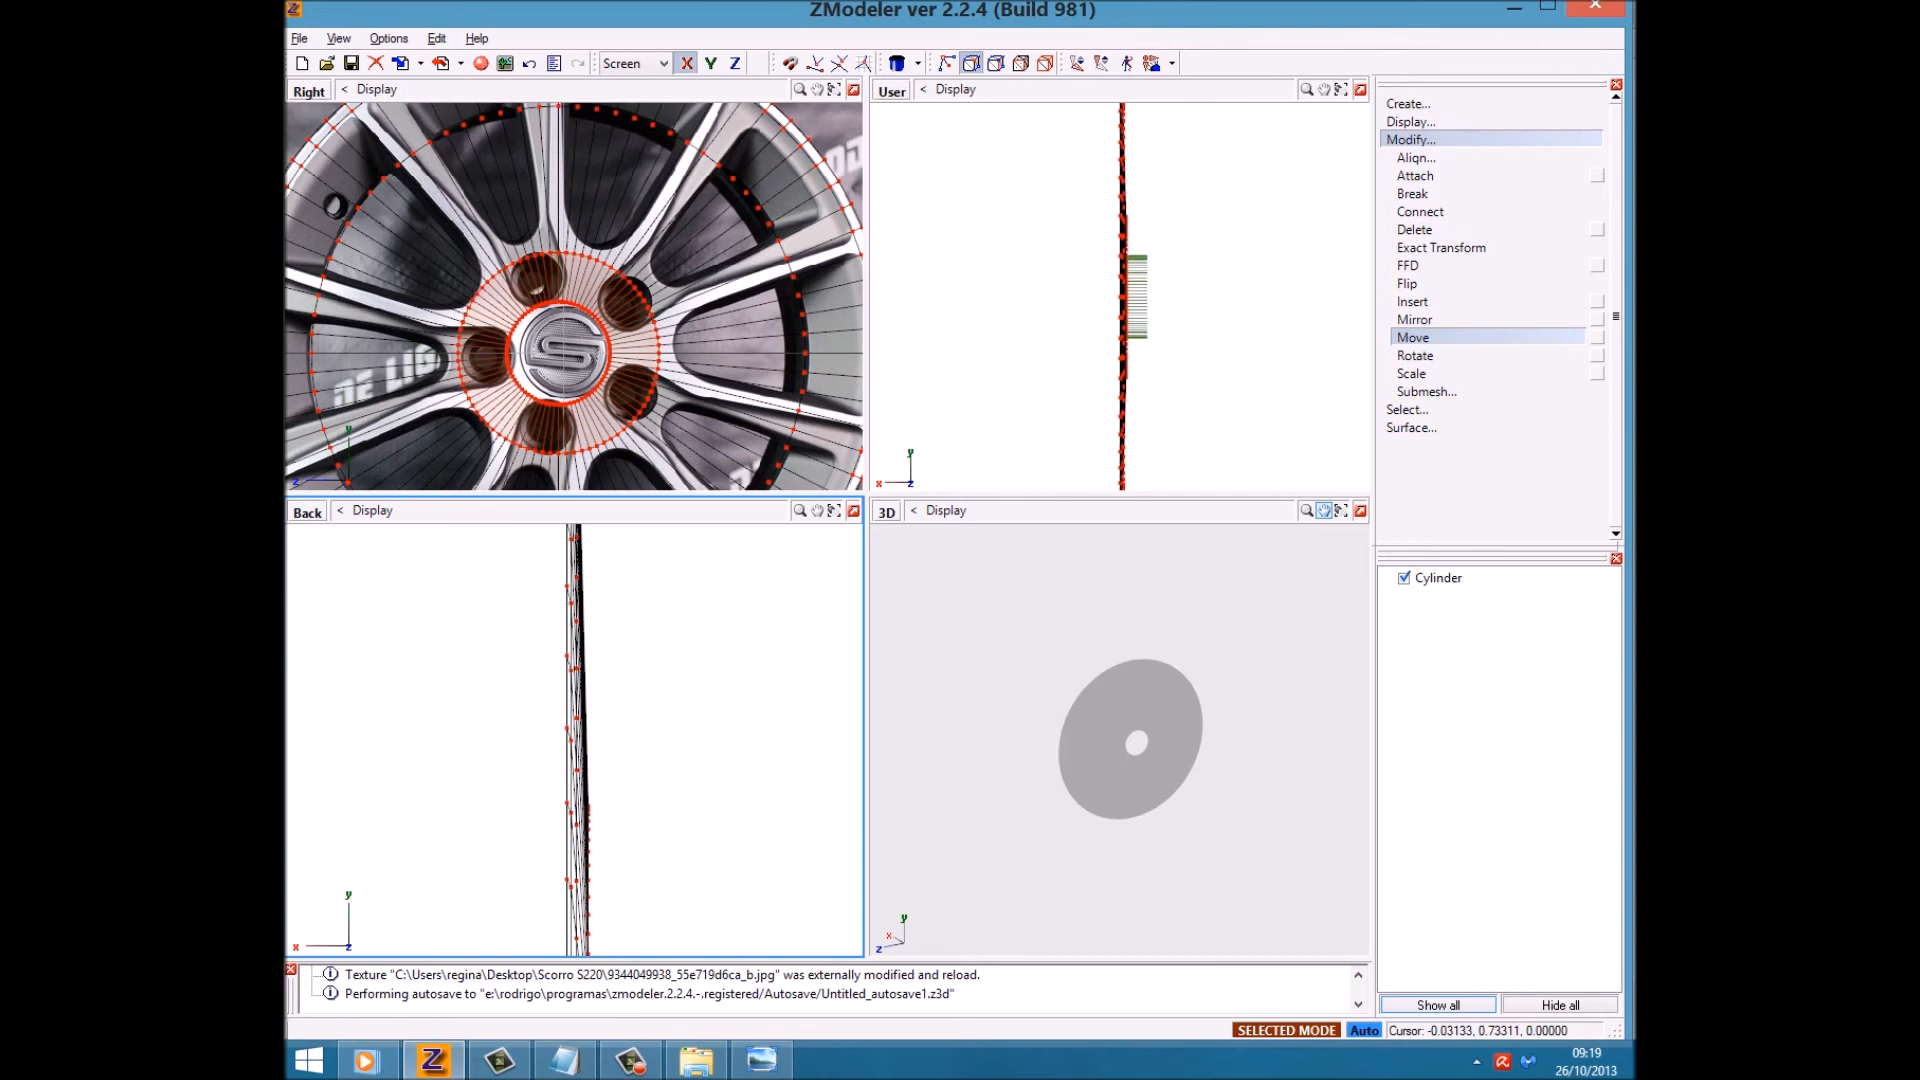 ZModeler ver 2.2.4 (Build 981)
File View Options Edit Help
Screen X Y Z
Right < Display
User < Display
DE LIG
Back < Display
3D < Display
y
z
y
x z
y
x z
y
x
z
Create...
Display...
Modify...
Align...
Attach
Break
Connect
Delete
Exact Transform
FFD
Flip
Insert
Mirror
Move
Rotate
Scale
Submesh...
Select...
Surface...
Cylinder
Show all Hide all
Texture "C:\Users\regina\Desktop\Scorro S220\9344049938_55e719d6ca_b.jpg" was externally modified and reload.
Performing autosave to "e:\rodrigo\programas\zmodeler.2.2.4.-.registered/Autosave/Untitled_autosave1.z3d"
SELECTED MODE Auto Cursor: -0.03133, 0.73311, 0.00000
09:19
26/10/2013